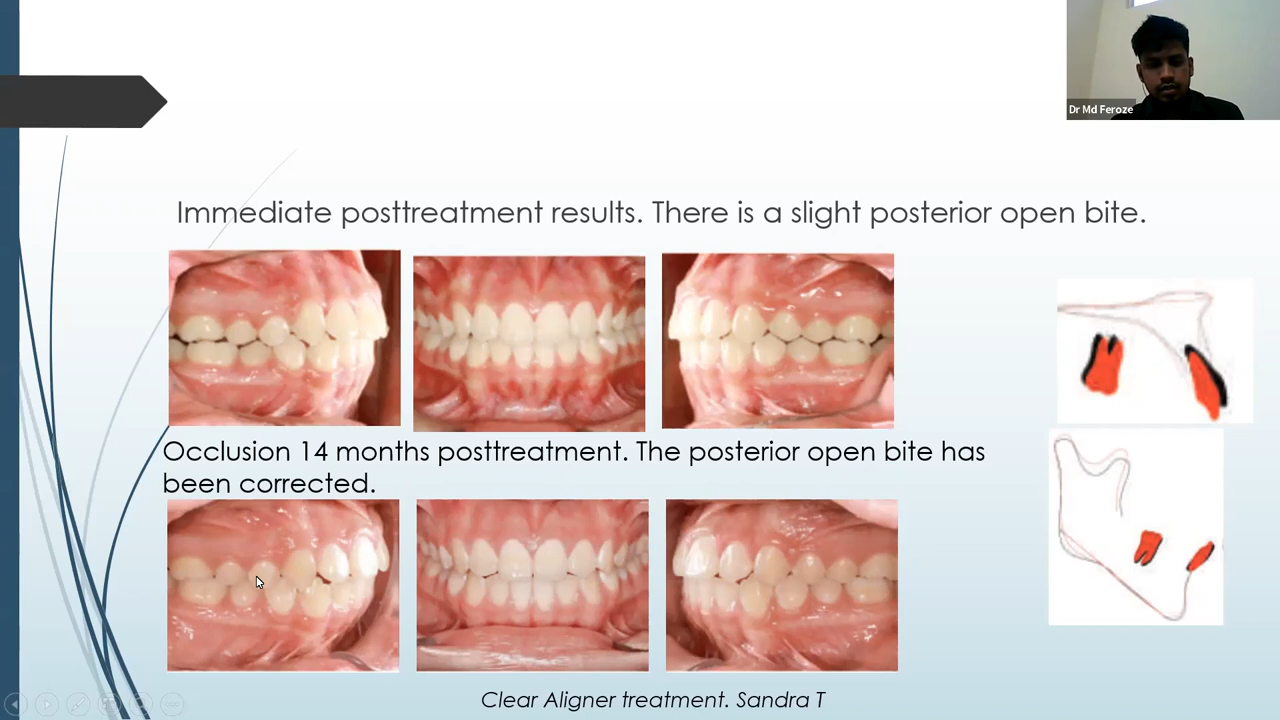 Dr Md Feroze
Immediate posttreatment results. There is a slight posterior open bite.
Occlusion 14 months posttreatment. The posterior open bite has
been corrected.
Clear Aligner treatment. Sandra T